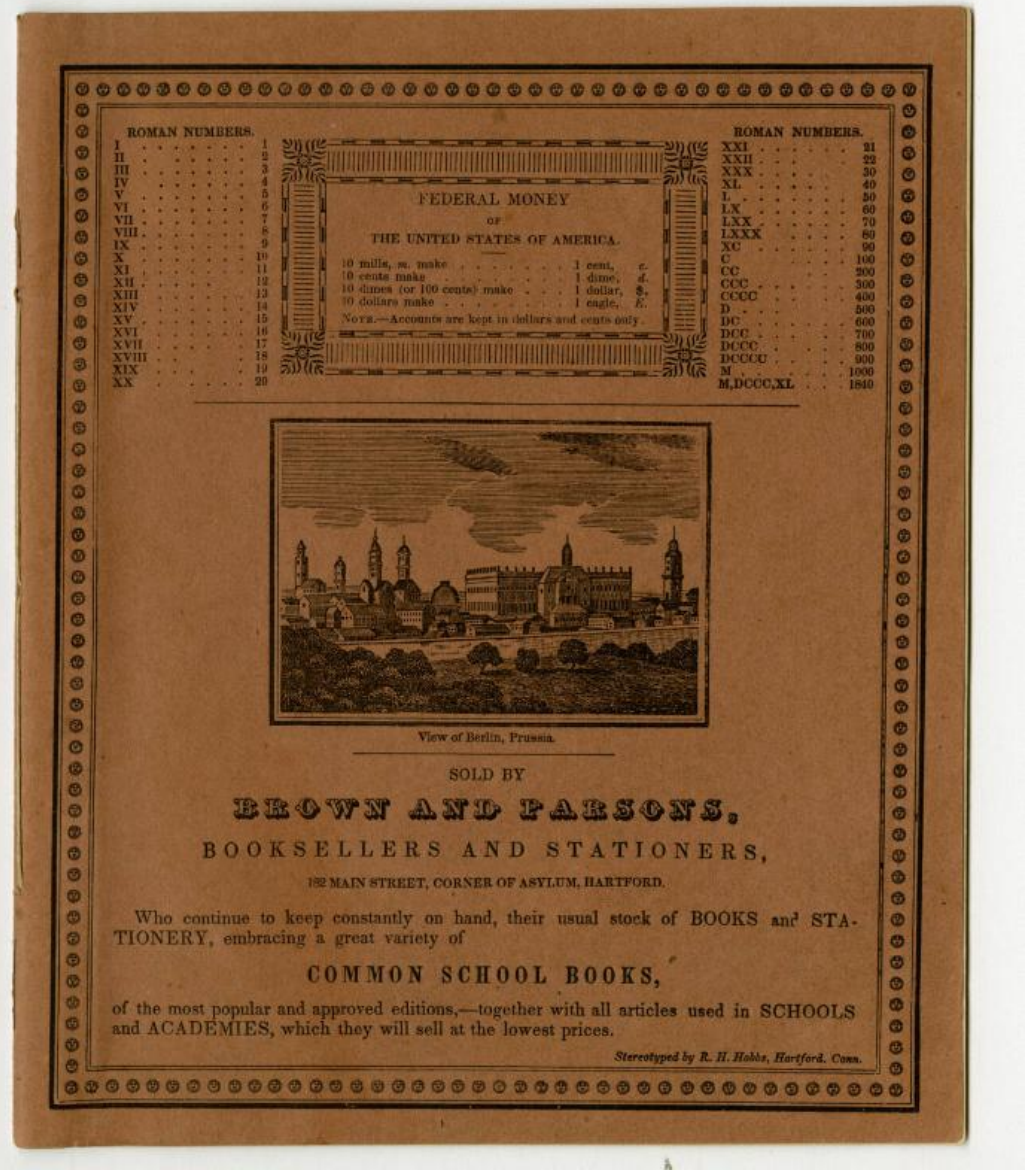 ROMAN NUMBERS.
I . . . . . . . 1
II . . . . . . . 2
III . . . . . . . 3
IV . . . . . . . 4
V . . . . . . . 5
VI . . . . . . . 6
VII . . . . . . . 7
VIII . . . . . . . 8
IX . . . . . . . 9
X . . . . . . . 10
XI . . . . . . . 11
XII . . . . . . . 12
XIII . . . . . . 13
XIV . . . . . . 14
XV . . . . . . 15
XVI . . . . . . 16
XVII . . . . . . 17
XVIII . . . . . . 18
XIX . . . . . . 19
XX . . . . . . 20
FEDERAL MONEY
OF
THE UNITED STATES OF AMERICA.
10 mills, m. make . . . . . . . 1 cent, c.
10 cents make . . . . . . . . 1 dime, d.
10 dimes (or 100 cents) make . . . . 1 dollar, $,
10 dollars make . . . . . . . 1 eagle, E.
NOTE.—Accounts are kept in dollars and cents only.
ROMAN NUMBERS.
XXI . . . . . 21
XXII . . . . . 22
XXX . . . . . 30
XL . . . . . 40
L . . . . . . 50
LX . . . . . 60
LXX . . . . . 70
LXXX . . . . . 80
XC . . . . . 90
C . . . . . . 100
CC . . . . . 200
CCC . . . . . 300
CCCC . . . . . 400
D . . . . . . 500
DC . . . . . 600
DCC . . . . . 700
DCCC . . . . . 800
DCCCC . . . . . 900
M . . . . . . 1000
M,DCCC,XL . . . 1840
View of Berlin, Prussia.
SOLD BY
BROWN AND PARSONS,
BOOKSELLERS AND STATIONERS,
182 MAIN STREET, CORNER OF ASYLUM, HARTFORD.
Who continue to keep constantly on hand, their usual stock of BOOKS and STA-
TIONERY, embracing a great variety of
COMMON SCHOOL BOOKS,
of the most popular and approved editions,—together with all articles used in SCHOOLS
and ACADEMIES, which they will sell at the lowest prices.
Stereotyped by R. H. Hobbs, Hartford. Conn.